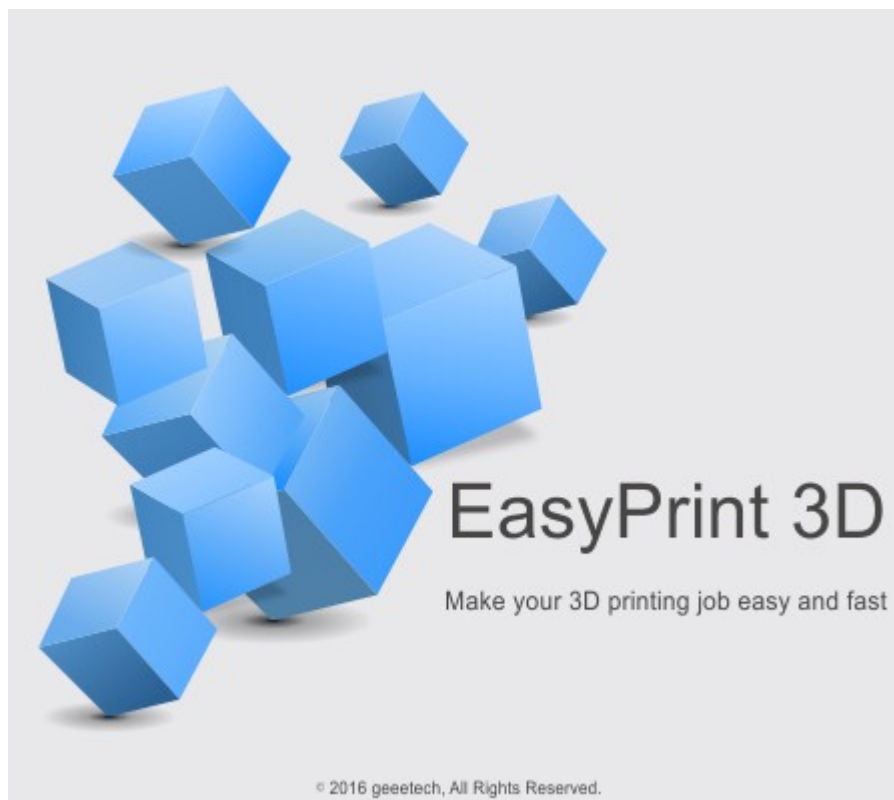 EasyPrint 3D
Make your 3D printing job easy and fast
© 2016 geeetech, All Rights Reserved.